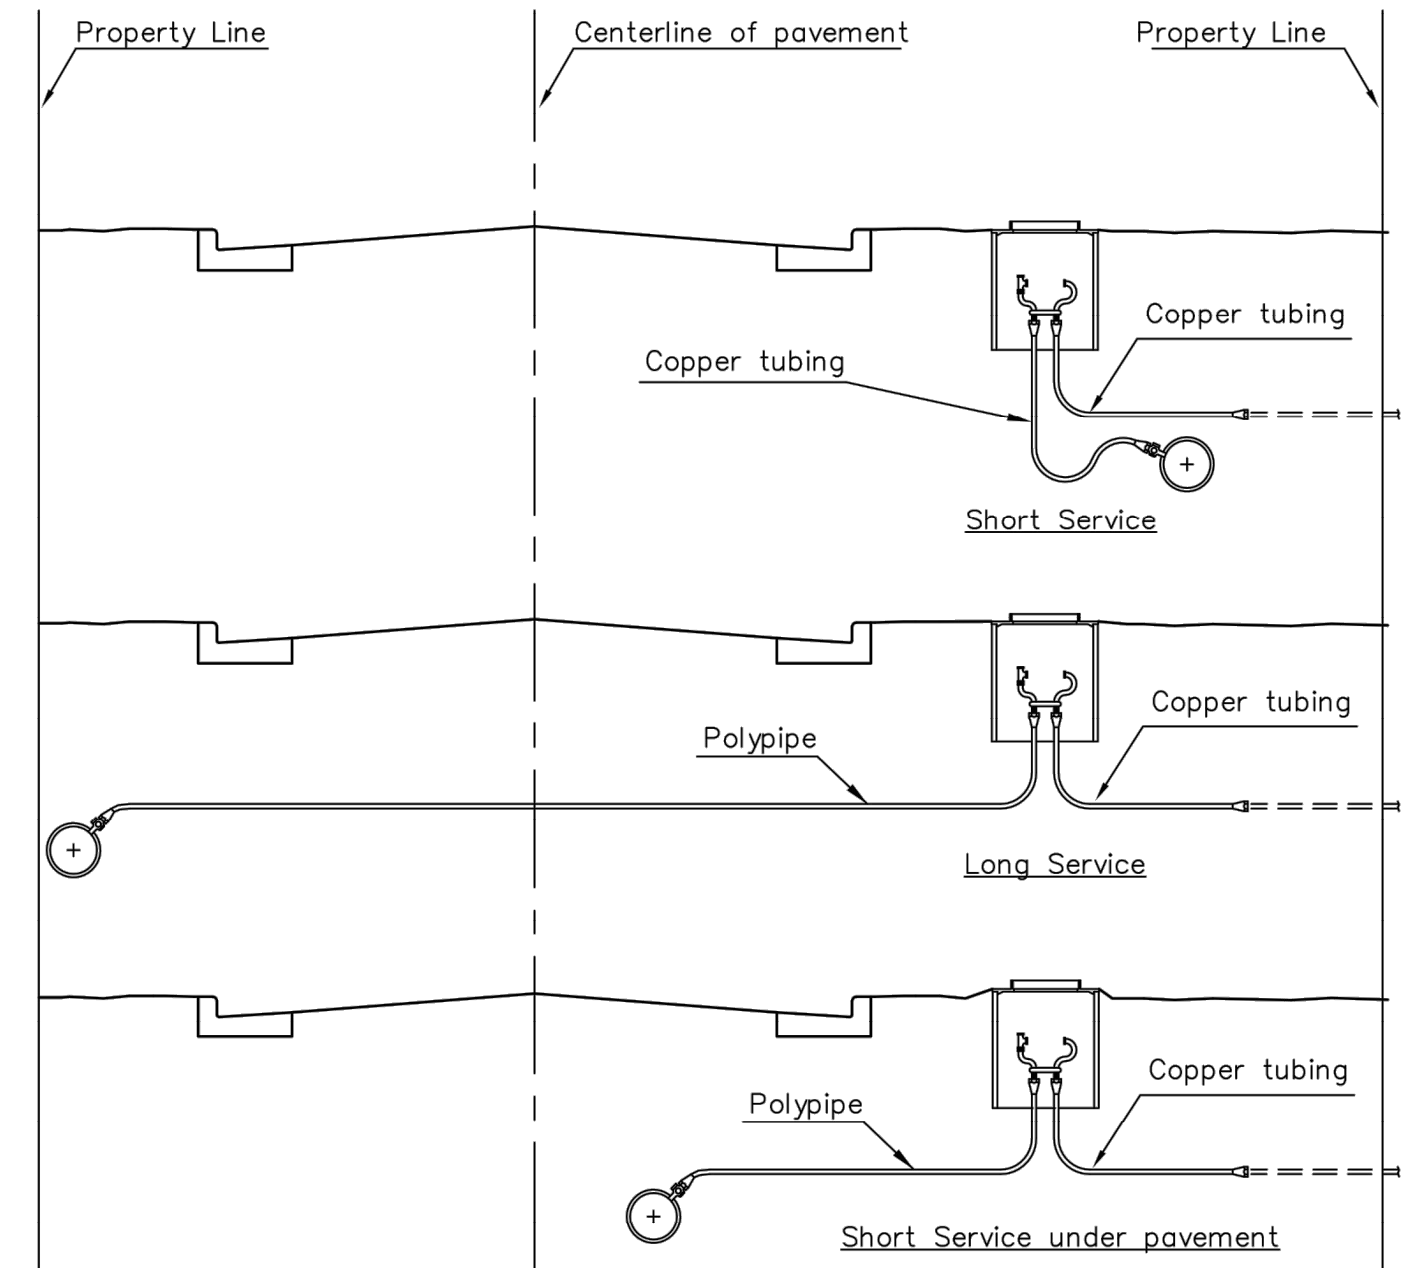 Property Line
Centerline of pavement
Property Line
Copper tubing
Copper tubing
Short Service
Copper tubing
Polypipe
Long Service
Copper tubing
Polypipe
Short Service under pavement